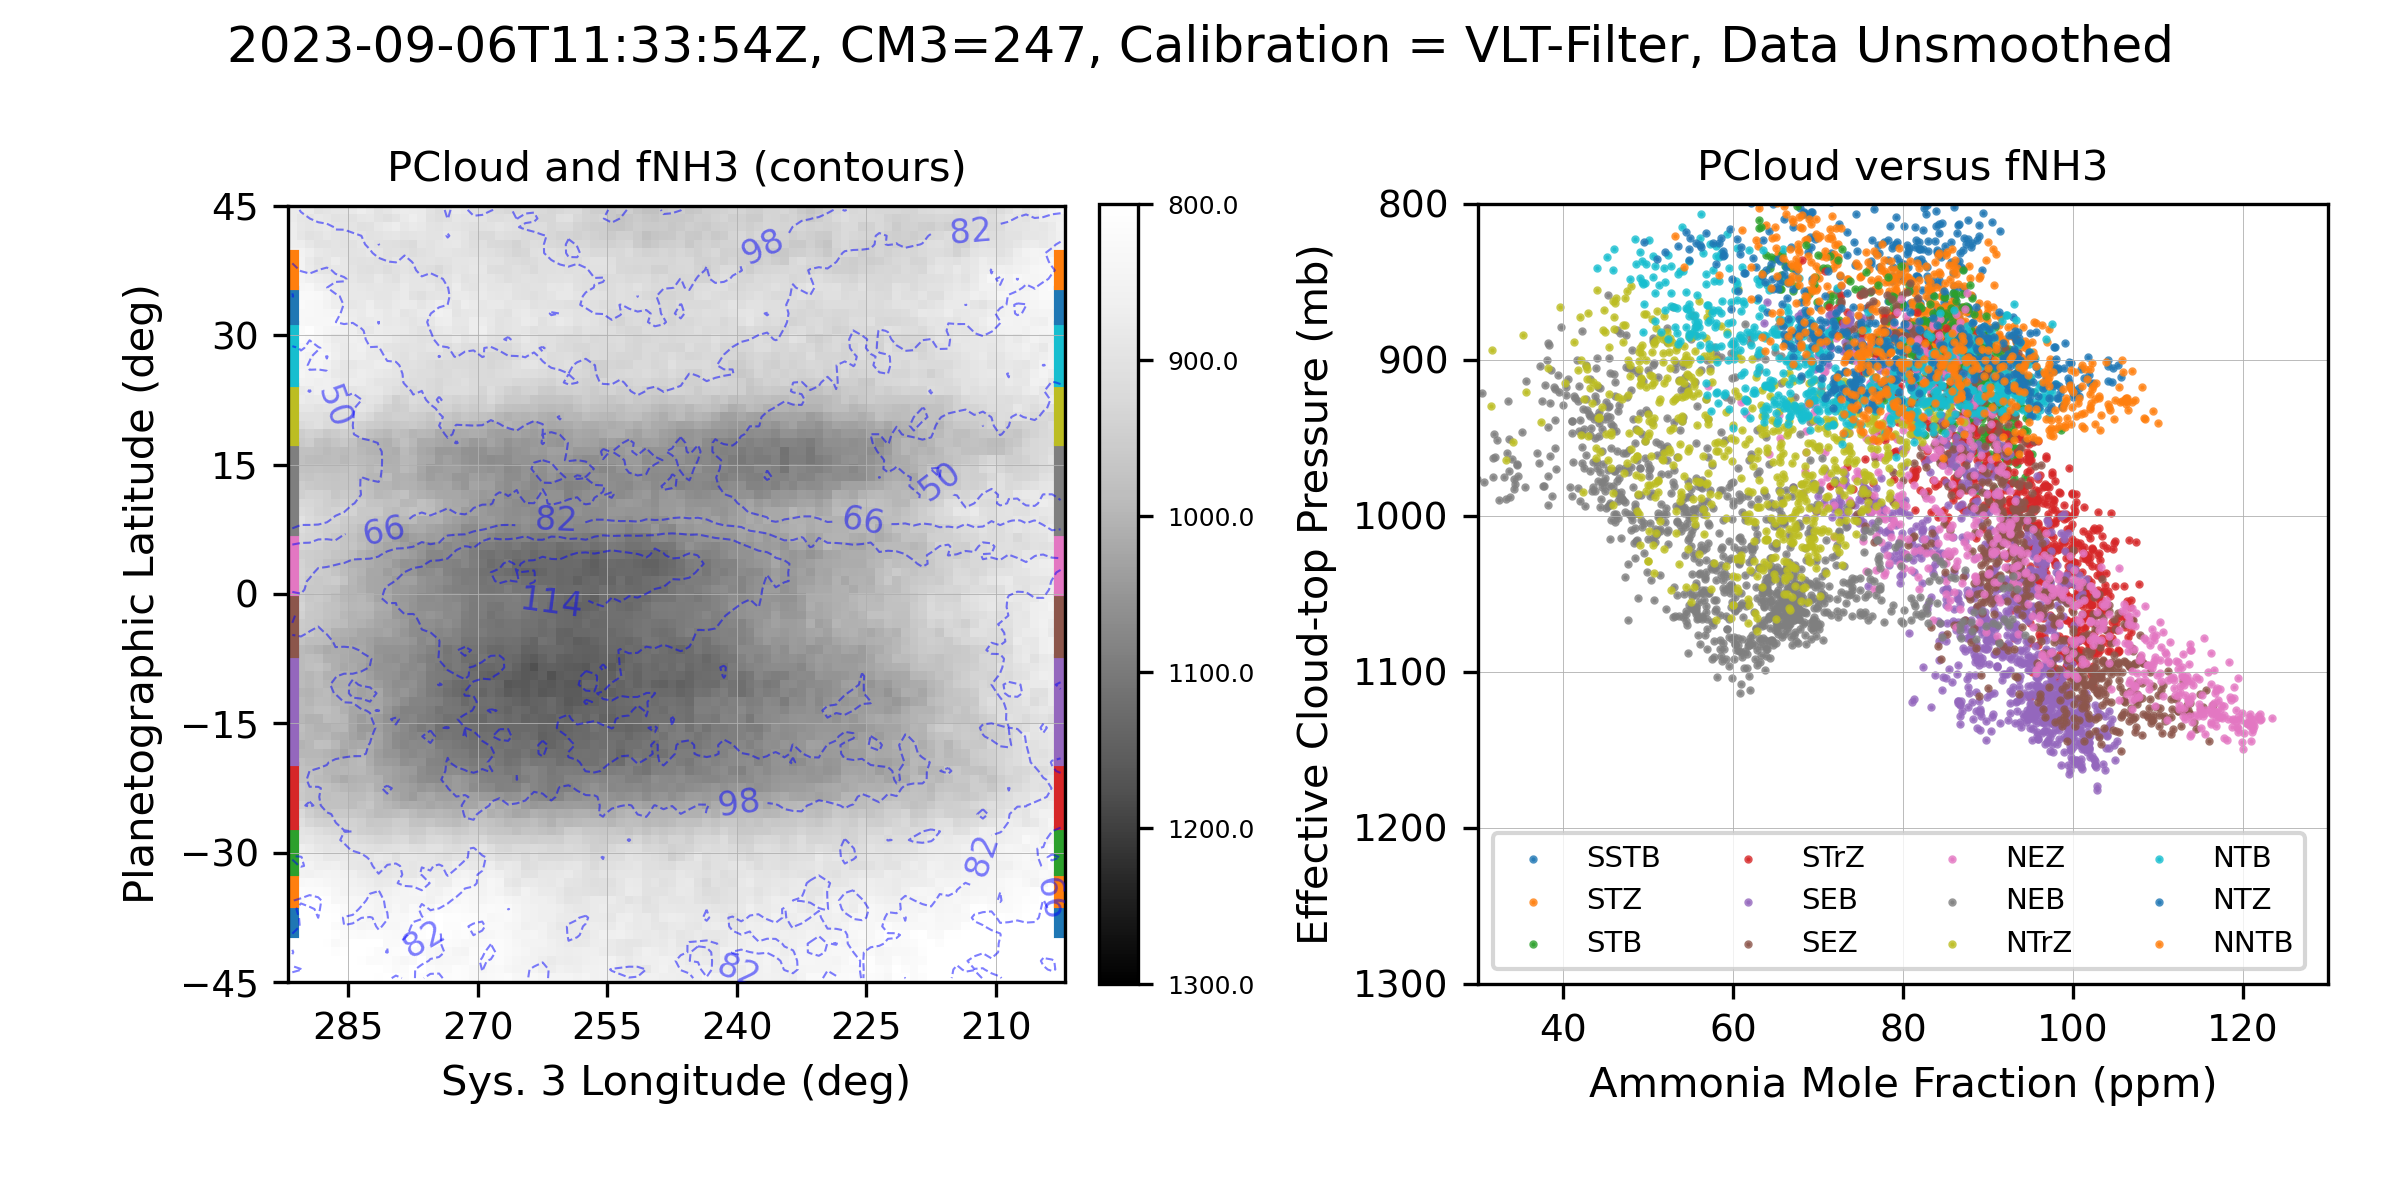 2023-09-06T11:33:54Z, CM3=247, Calibration = VLT-Filter, Data Unsmoothed
PCloud and fNH3 (contours)
Planetographic Latitude (deg)
45
30
15
0
−15
−30
−45
285
270
255
240
225
210
Sys. 3 Longitude (deg)
98
82
50
50
66
82
66
114
98
82
66
82
82
800.0
900.0
1000.0
1100.0
1200.0
1300.0
PCloud versus fNH3
Effective Cloud-top Pressure (mb)
800
900
1000
1100
1200
1300
SSTB
STZ
STB
STrZ
SEB
SEZ
NEZ
NEB
NTrZ
NTB
NTZ
NNTB
40
60
80
100
120
Ammonia Mole Fraction (ppm)